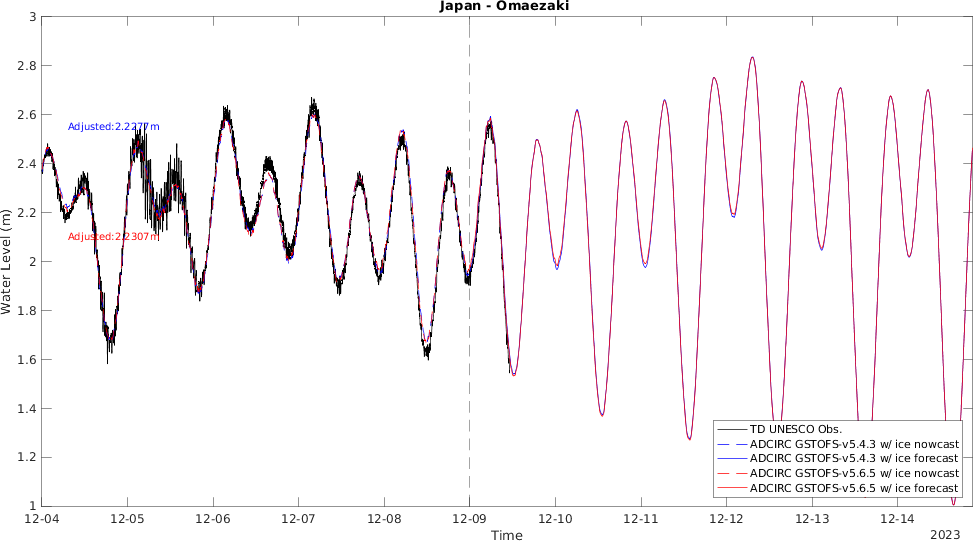 Japan - Omaezaki
Water Level (m)
3
2.8
2.6
2.4
2.2
2
1.8
1.6
1.4
1.2
1
Adjusted:2.2277m
Adjusted:2.2307m
TD UNESCO Obs.
ADCIRC GSTOFS-v5.4.3 w/ ice nowcast
ADCIRC GSTOFS-v5.4.3 w/ ice forecast
ADCIRC GSTOFS-v5.6.5 w/ ice nowcast
ADCIRC GSTOFS-v5.6.5 w/ ice forecast
12-04 12-05 12-06 12-07 12-08 12-09 12-10 12-11 12-12 12-13 12-14
Time
2023